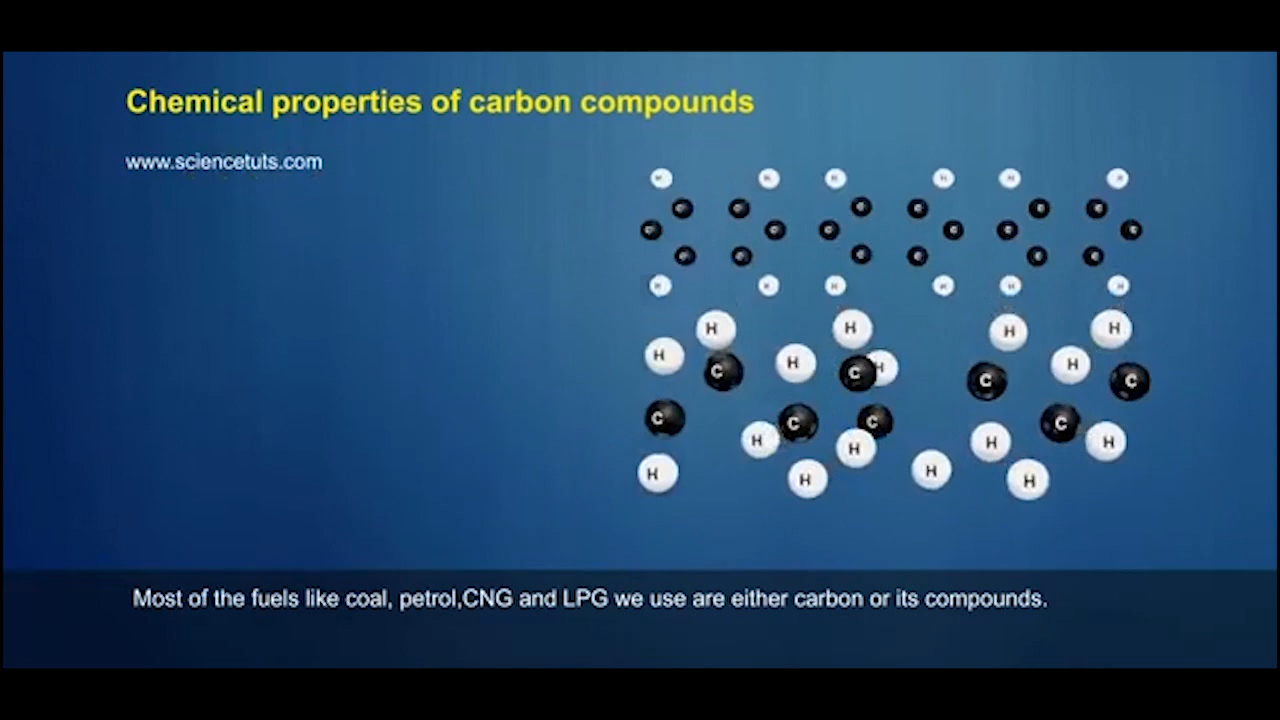 Chemical properties of carbon compounds
www.sciencetuts.com
H H H H H H
C C C C C C
C C C C C C
C C C C C C
H H H H H H
H H H H
H H H H
C C C C
C C C C
H H H H
H H H H
Most of the fuels like coal, petrol,CNG and LPG we use are either carbon or its compounds.